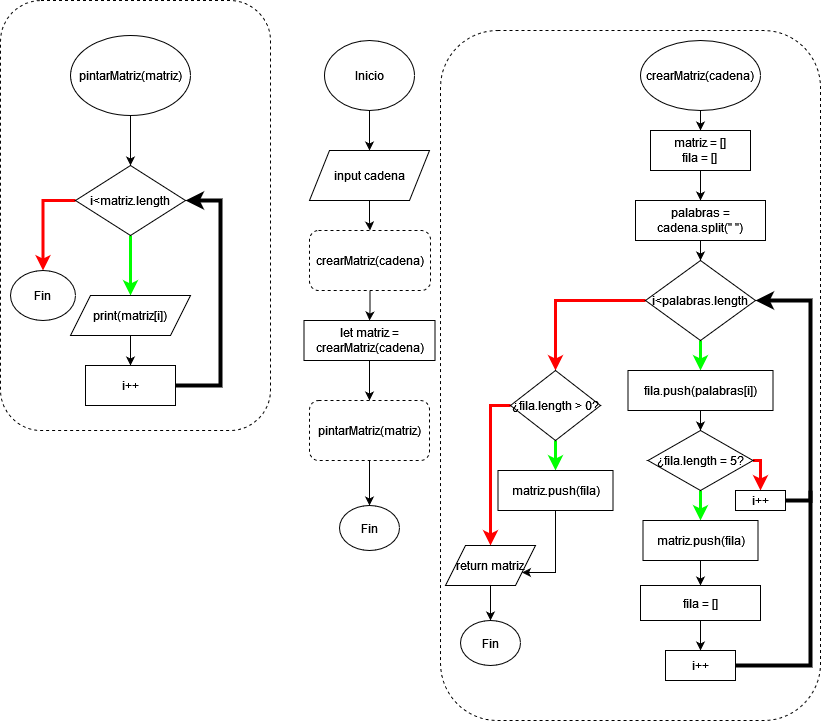 pintarMatriz(matriz)
i<matriz.length
Fin
print(matriz[i])
i++
Inicio
input cadena
crearMatriz(cadena)
let matriz =
crearMatriz(cadena)
pintarMatriz(matriz)
Fin
crearMatriz(cadena)
matriz = []
fila = []
palabras =
cadena.split(" ")
i<palabras.length
fila.push(palabras[i])
¿fila.length = 5?
i++
matriz.push(fila)
fila = []
i++
¿fila.length > 0?
matriz.push(fila)
return matriz
Fin